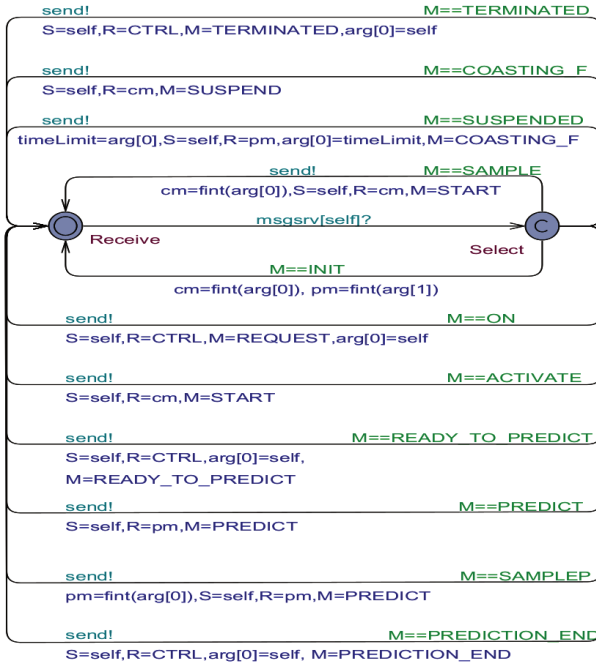 send! M==TERMINATED
S=self,R=CTRL,M=TERMINATED,arg[0]=self
send! M==COASTING_F
S=self,R=cm,M=SUSPEND
send! M==SUSPENDED
timeLimit=arg[0],S=self,R=pm,arg[0]=timeLimit,M=COASTING_F
send! M==SAMPLE
cm=fint(arg[0]),S=self,R=cm,M=START
msgsrv[self]?
Receive
C
Select
M==INIT
cm=fint(arg[0]), pm=fint(arg[1])
send! M==ON
S=self,R=CTRL,M=REQUEST,arg[0]=self
send! M==ACTIVATE
S=self,R=cm,M=START
send! M==READY_TO_PREDICT
S=self,R=CTRL,arg[0]=self,
M=READY_TO_PREDICT
send! M==PREDICT
S=self,R=pm,M=PREDICT
send! M==SAMPLEP
pm=fint(arg[0]),S=self,R=pm,M=PREDICT
send! M==PREDICTION_END
S=self,R=CTRL,arg[0]=self, M=PREDICTION_END